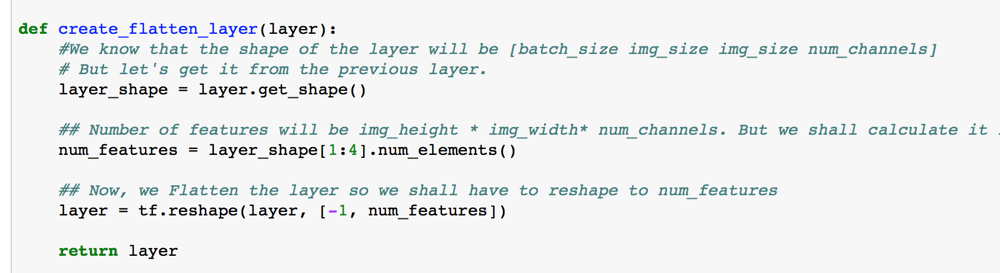 def create_flatten_layer(layer):
#We know that the shape of the layer will be [batch_size img_size img_size num_channels]
# But let's get it from the previous layer.
layer_shape = layer.get_shape()
## Number of features will be img_height * img_width* num_channels. But we shall calculate it
num_features = layer_shape[1:4].num_elements()
## Now, we Flatten the layer so we shall have to reshape to num_features
layer = tf.reshape(layer, [-1, num_features])
return layer